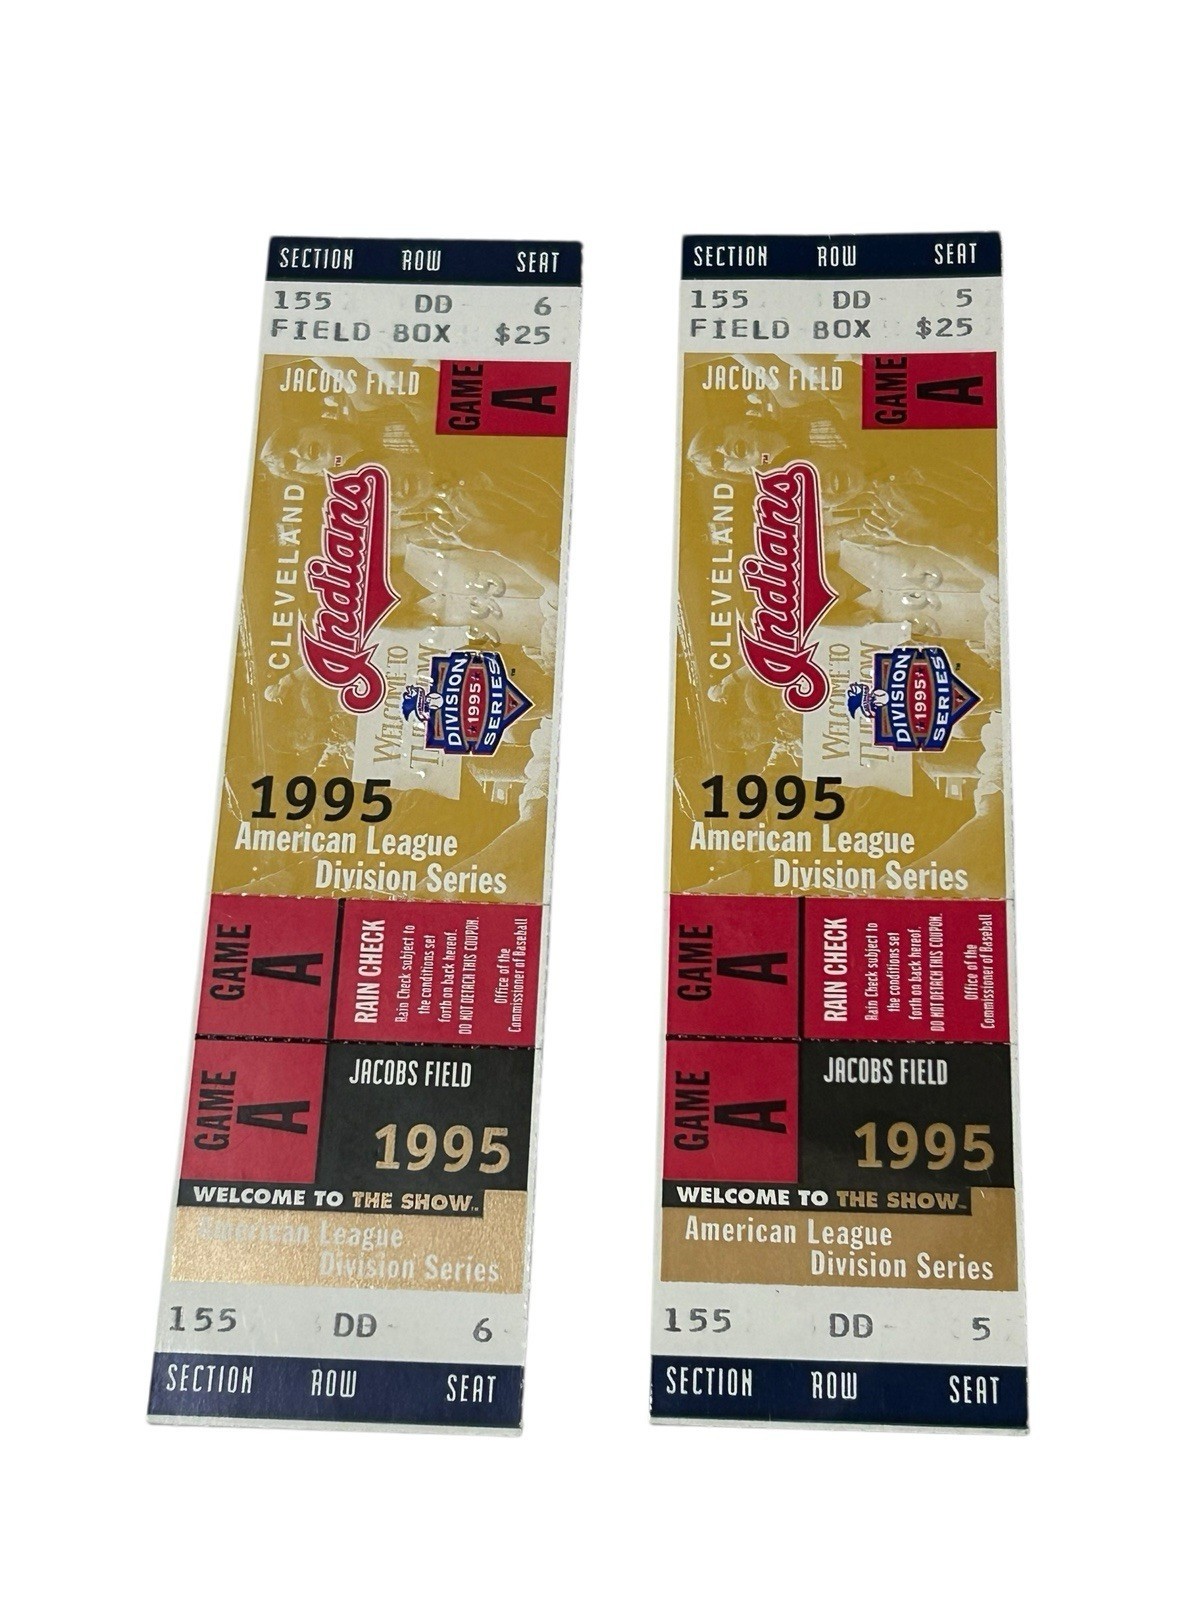 SECTION ROW SEAT
155 DD 6
FIELD BOX $25
JACOBS FIELD
GAME A
CLEVELAND
Indians
TM
1995
WELCOME TO
THE SHOW
DIVISION
1995
SERIES
1995
American League
Division Series
GAME A
RAIN CHECK
Rain Check subject to
the conditions set
forth on back hereof.
DO NOT DETACH THIS COUPON.
Office of the
Commissioner of Baseball
GAME A
JACOBS FIELD
1995
WELCOME TO THE SHOW
American League
Division Series
155 DD 6
SECTION ROW SEAT
SECTION ROW SEAT
155 DD 5
FIELD BOX $25
JACOBS FIELD
GAME A
CLEVELAND
Indians
TM
1995
WELCOME TO
DIVISION
1995
SERIES
1995
American League
Division Series
GAME A
RAIN CHECK
Rain Check subject to
the conditions set
forth on back hereof.
DO NOT DETACH THIS COUPON.
Office of the
Commissioner of Baseball
GAME A
JACOBS FIELD
1995
WELCOME TO THE SHOW
American League
Division Series
155 DD 5
SECTION ROW SEAT